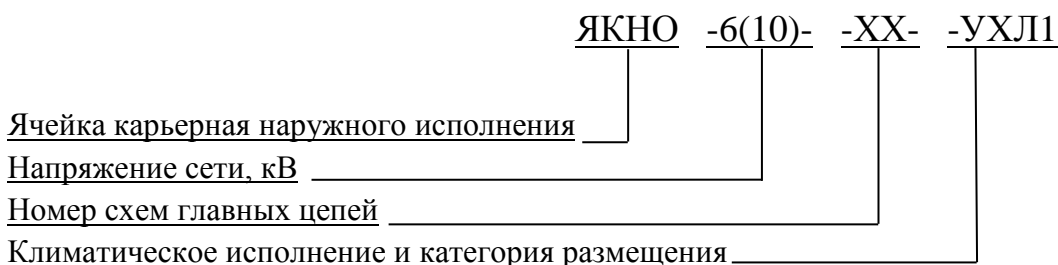 ЯКНО -6(10)- -ХХ- -УХЛ1
Ячейка карьерная наружного исполнения
Напряжение сети, кВ
Номер схем главных цепей
Климатическое исполнение и категория размещения